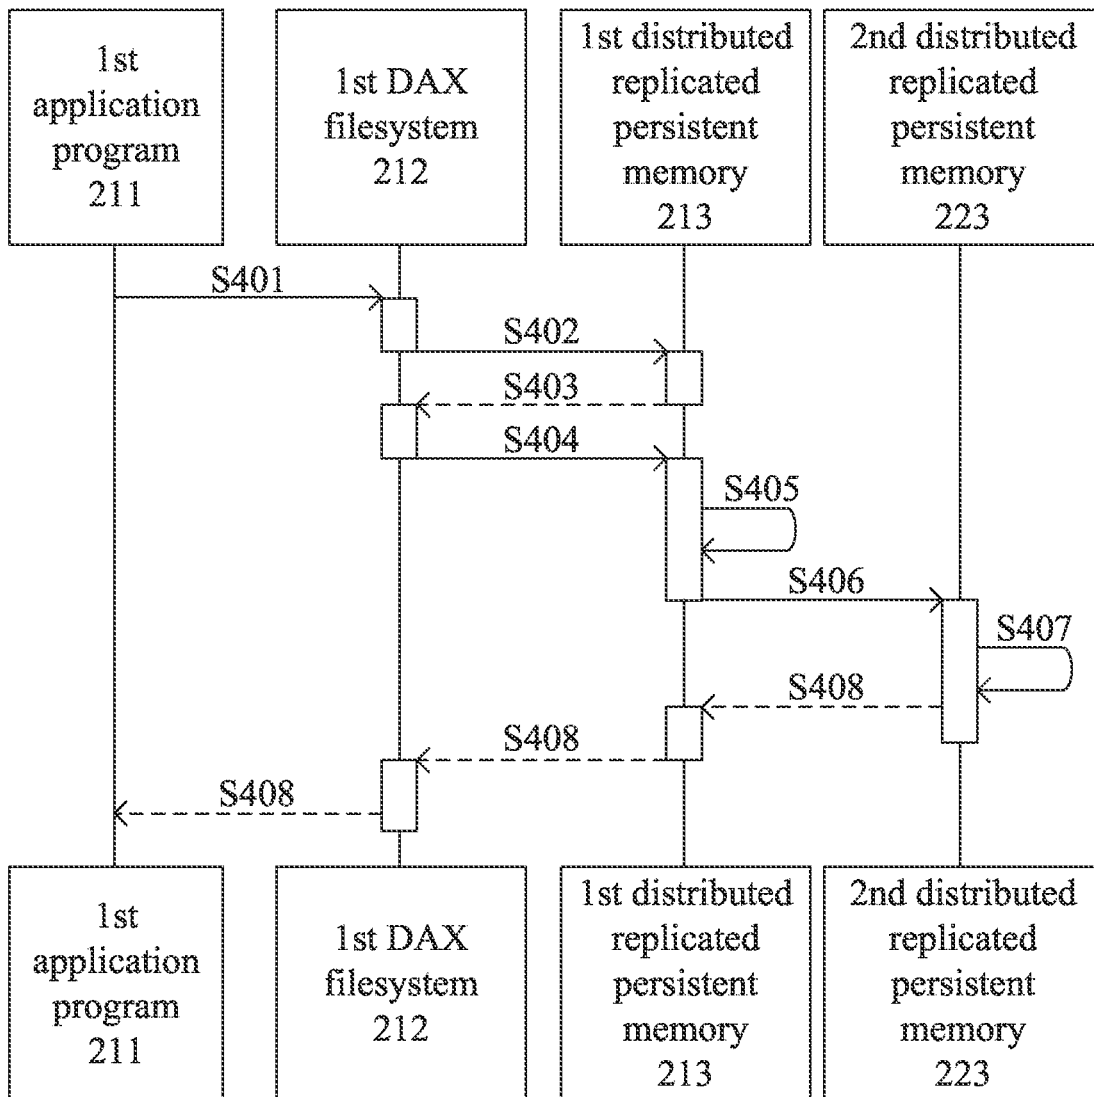 1st
application
program
211
1st DAX
filesystem
212
1st distributed
replicated
persistent
memory
213
2nd distributed
replicated
persistent
memory
223
S401
S402
S403
S404
S405
S406
S407
S408
S408
S408
1st
application
program
211
1st DAX
filesystem
212
1st distributed
replicated
persistent
memory
213
2nd distributed
replicated
persistent
memory
223